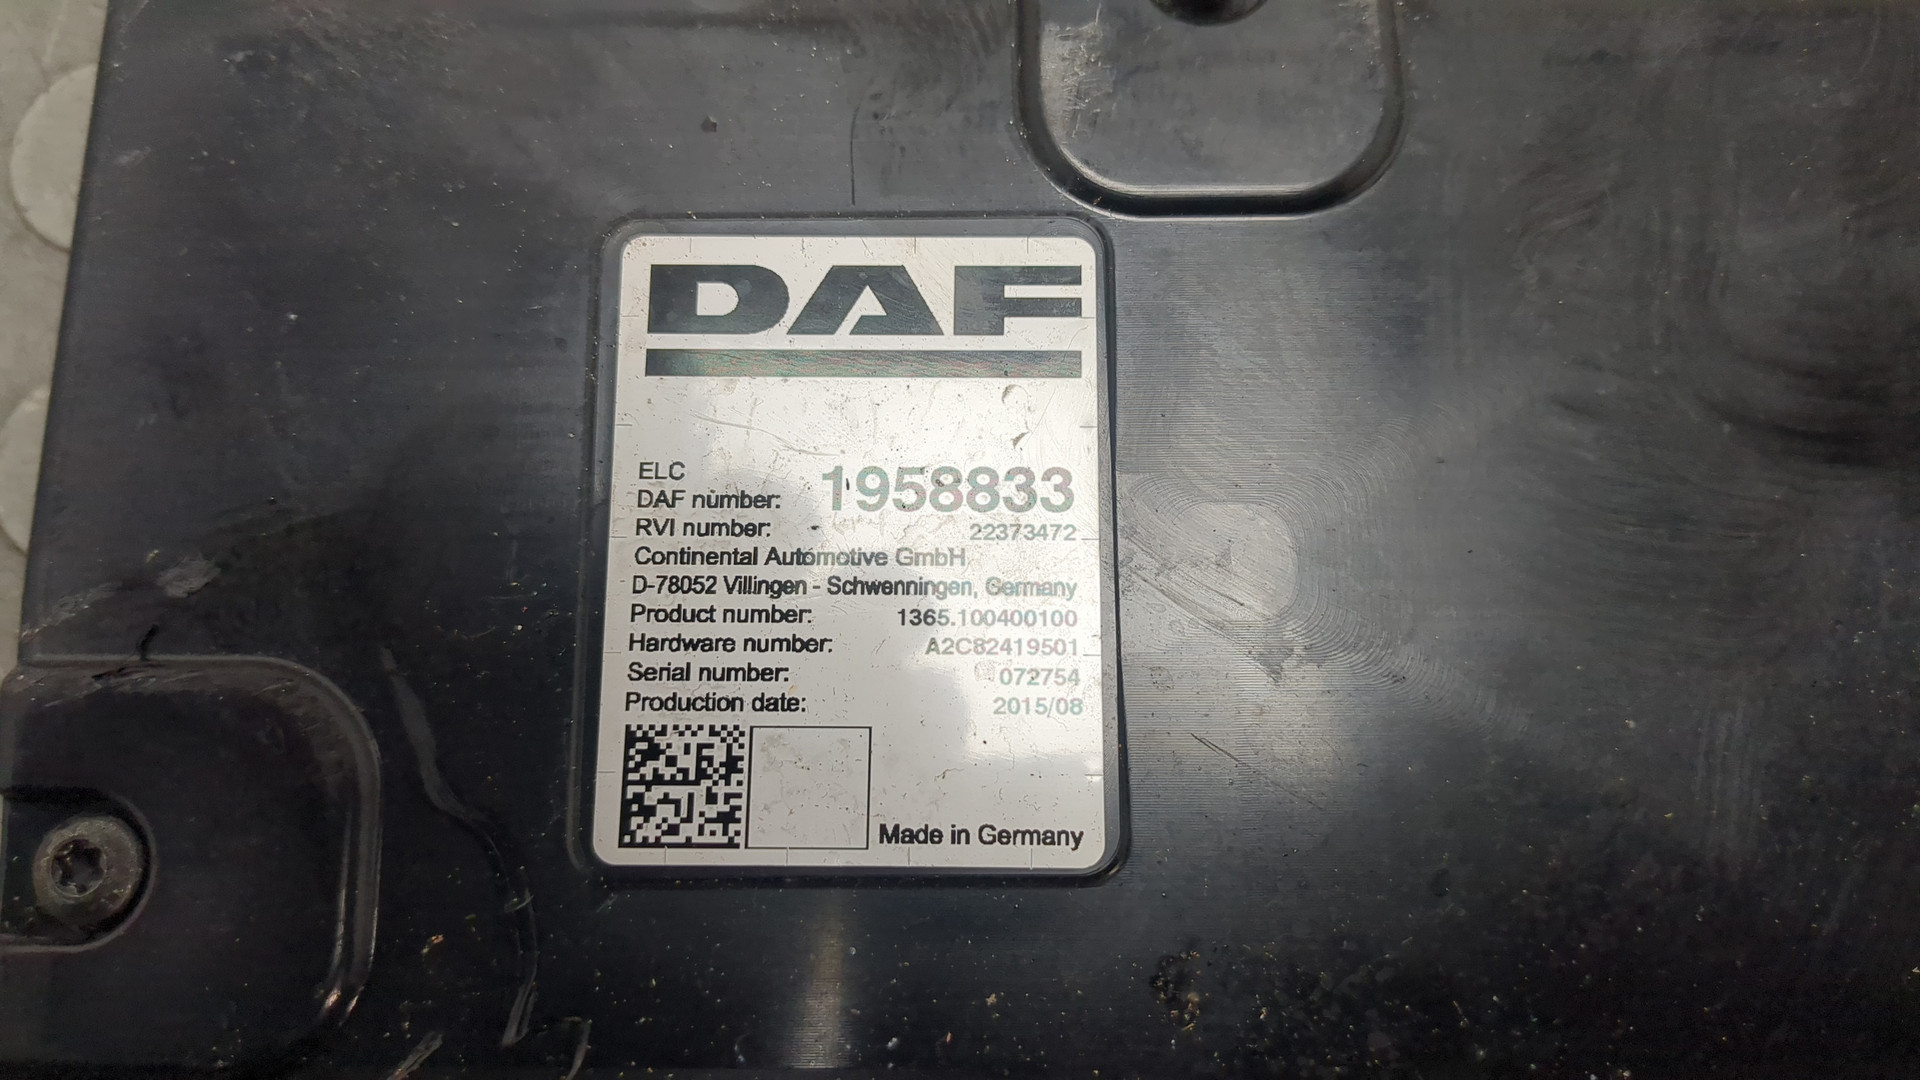 DAF
ELC
DAF number: 1958833
RVI number: 22373472
Continental Automotive GmbH
D-78052 Villingen - Schwenningen, Germany
Product number: 1365.100400100
Hardware number: A2C82419501
Serial number: 072754
Production date: 2015/08
Made in Germany